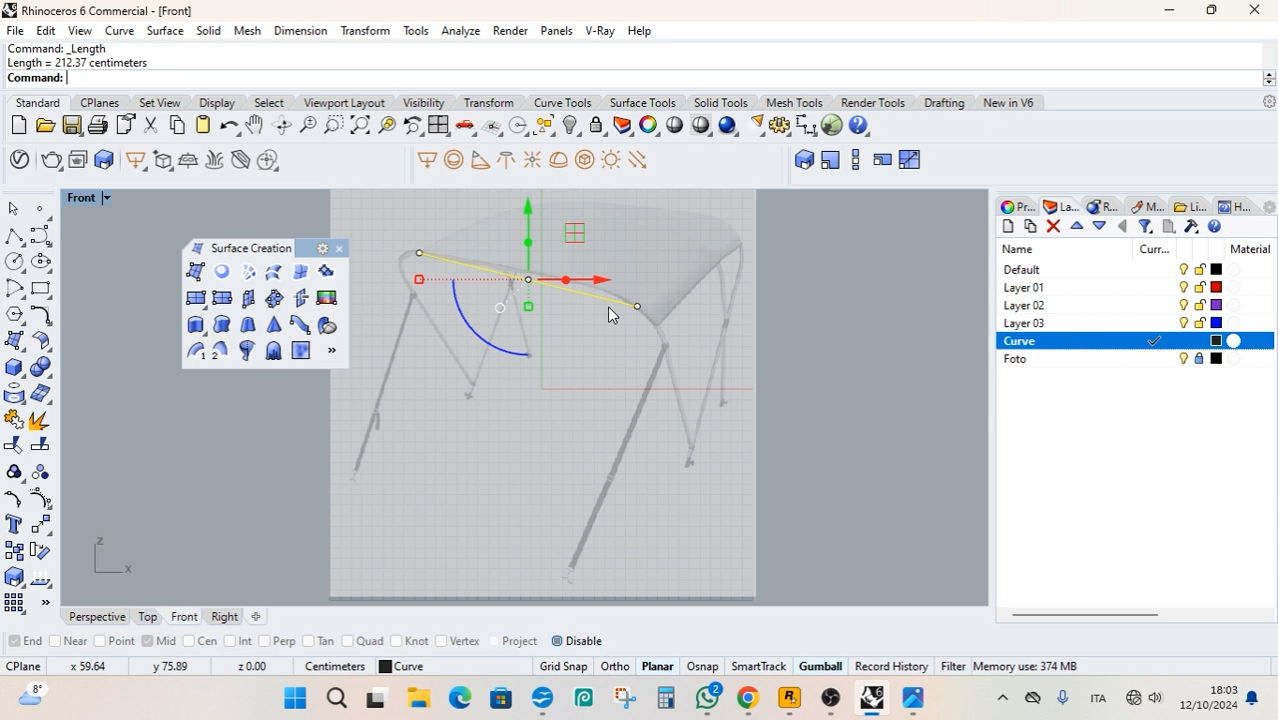 Rhinoceros 6 Commercial - [Front]
File Edit View Curve Surface Solid Mesh Dimension Transform Tools Analyze Render Panels V-Ray Help
Command: _Length
Length = 212.37 centimeters
Command:
Standard CPlanes Set View Display Select Viewport Layout Visibility Transform Curve Tools Surface Tools Solid Tools Mesh Tools Render Tools Drafting New in V6
Front
Pr... La... R... M... Li... H...
Surface Creation
Name Curr... Material
Default
Layer 01
Layer 02
Layer 03
Curve
Foto
z
x
Perspective Top Front Right
End Near Point Mid Cen Int Perp Tan Quad Knot Vertex Project Disable
CPlane x 59.64 y 75.89 z 0.00 Centimeters Curve Grid Snap Ortho Planar Osnap SmartTrack Gumball Record History Filter Memory use: 374 MB
8°
2
ITA
18:03
12/10/2024